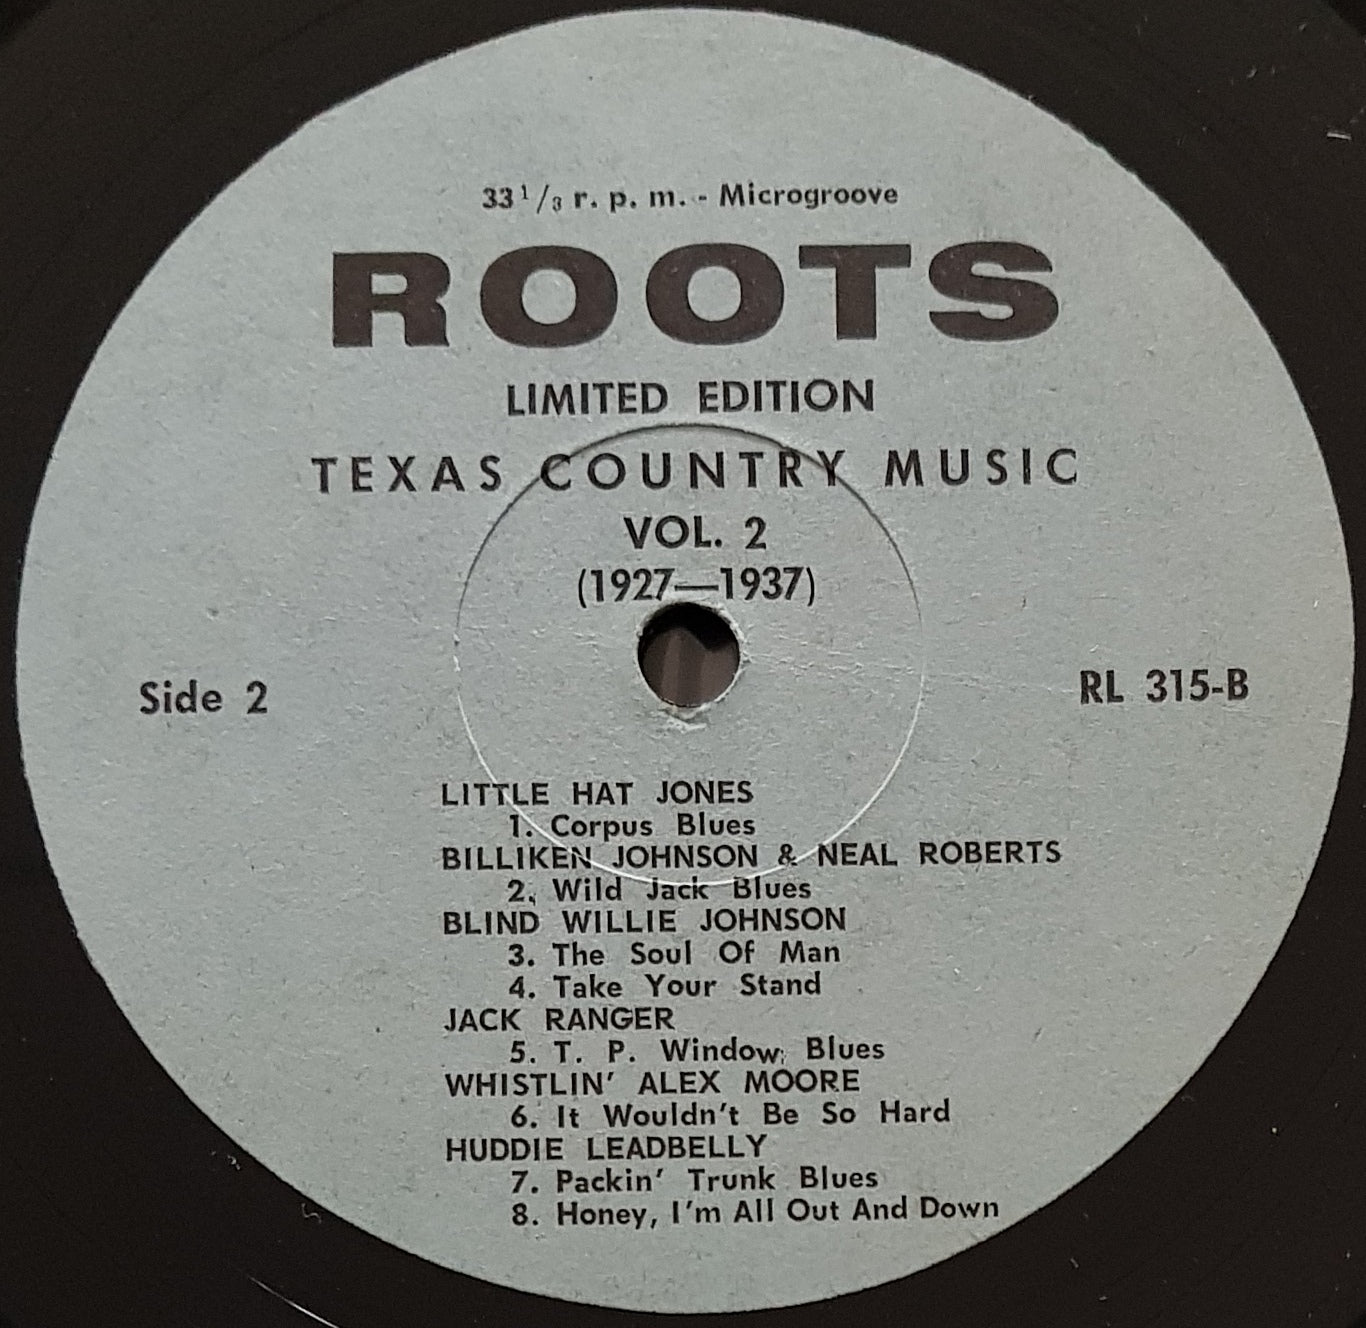 33 1/3 r. p. m. - Microgroove
ROOTS
LIMITED EDITION
TEXAS COUNTRY MUSIC
VOL. 2
(1927—1937)
Side 2
RL 315-B
LITTLE HAT JONES
1. Corpus Blues
BILLIKEN JOHNSON & NEAL ROBERTS
2. Wild Jack Blues
BLIND WILLIE JOHNSON
3. The Soul Of Man
4. Take Your Stand
JACK RANGER
5. T. P. Window Blues
WHISTLIN' ALEX MOORE
6. It Wouldn't Be So Hard
HUDDIE LEADBELLY
7. Packin' Trunk Blues
8. Honey, I'm All Out And Down